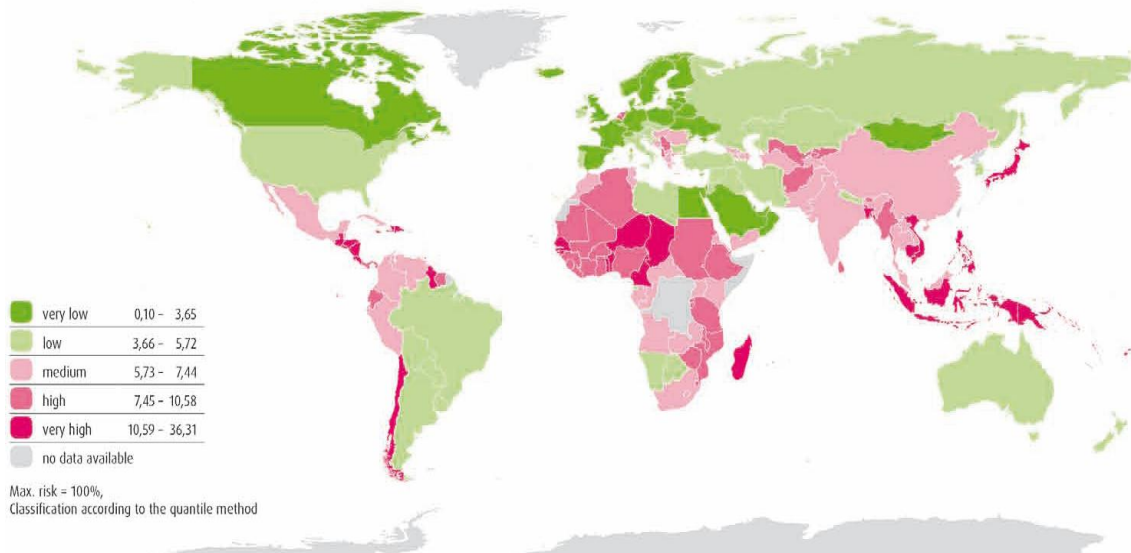 very low 0,10 – 3,65
low 3,66 – 5,72
medium 5,73 – 7,44
high 7,45 – 10,58
very high 10,59 – 36,31
no data available
Max. risk = 100%,
Classification according to the quantile method